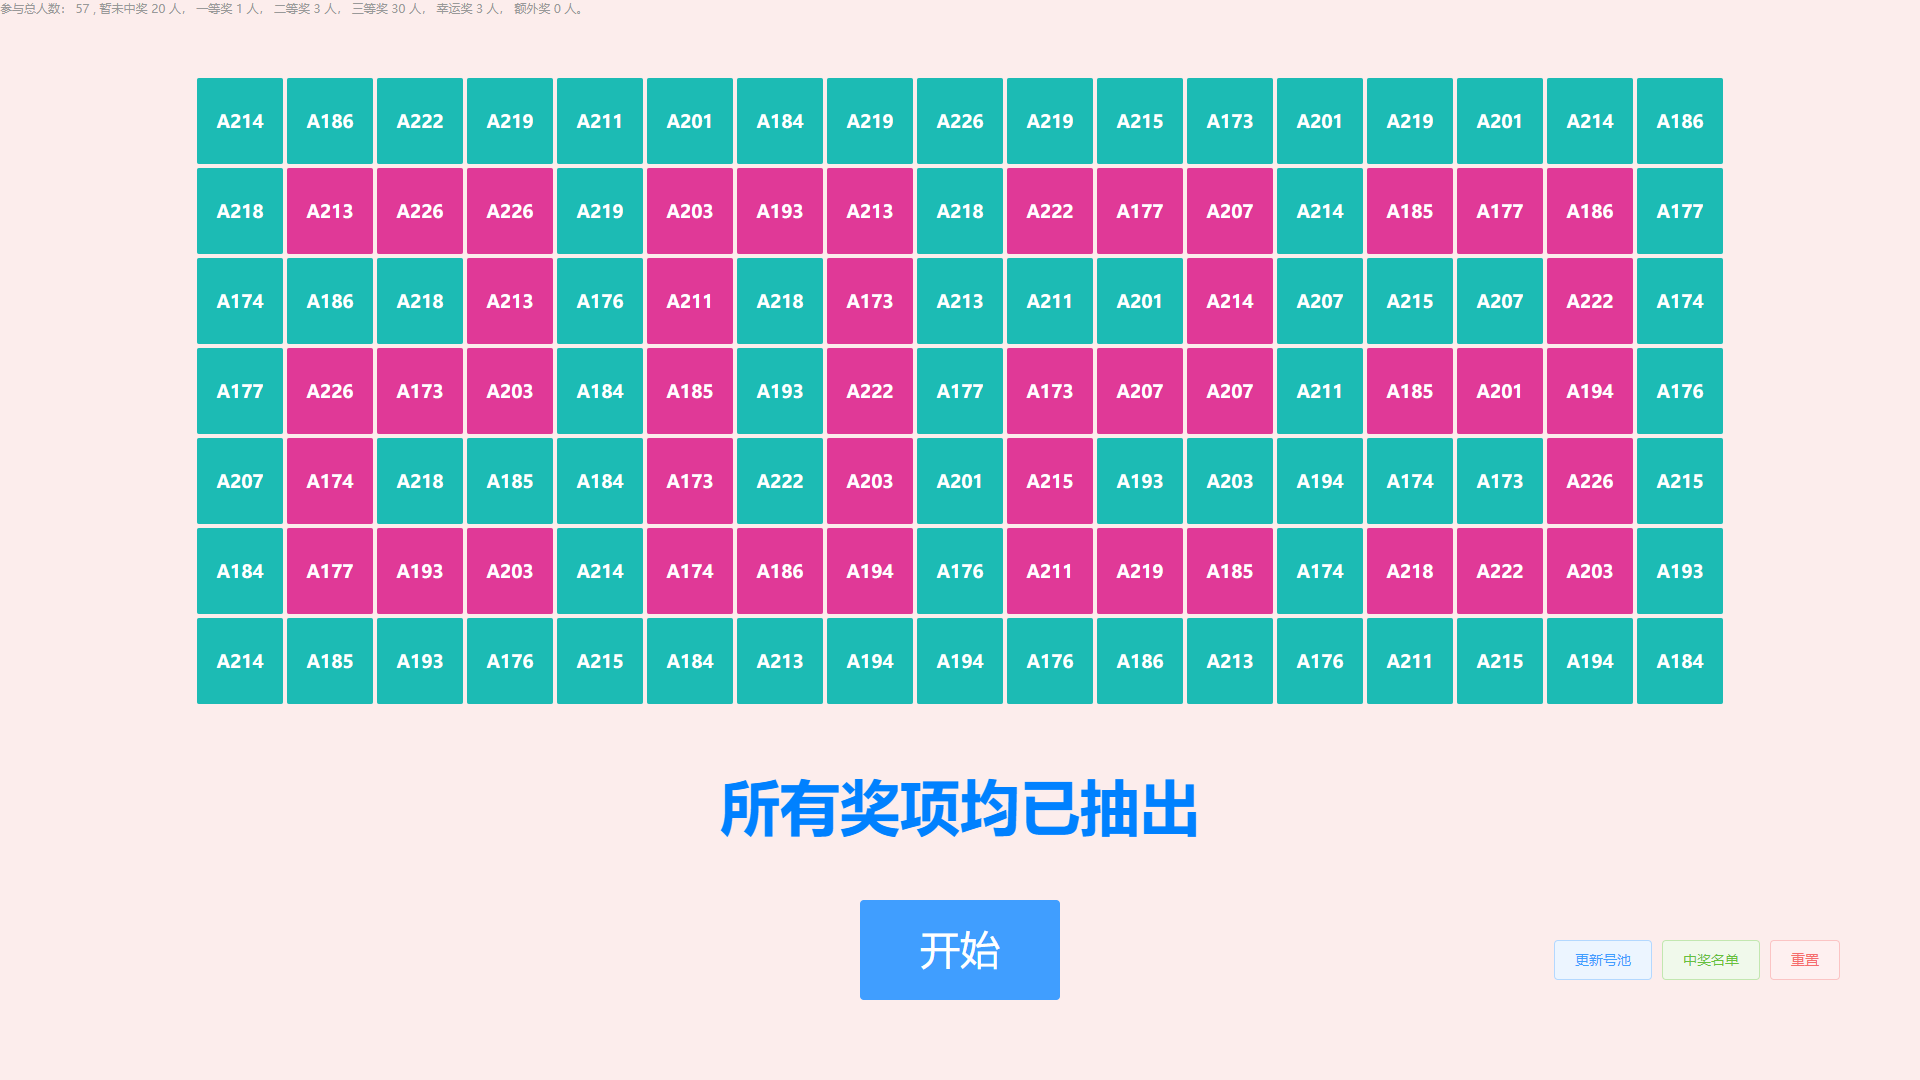 参与总人数： 57 , 暂未中奖 20 人， 一等奖 1 人， 二等奖 3 人， 三等奖 30 人， 幸运奖 3 人， 额外奖 0 人。
A214 A186 A222 A219 A211 A201 A184 A219 A226 A219 A215 A173 A201 A219 A201 A214 A186
A218 A213 A226 A226 A219 A203 A193 A213 A218 A222 A177 A207 A214 A185 A177 A186 A177
A174 A186 A218 A213 A176 A211 A218 A173 A213 A211 A201 A214 A207 A215 A207 A222 A174
A177 A226 A173 A203 A184 A185 A193 A222 A177 A173 A207 A207 A211 A185 A201 A194 A176
A207 A174 A218 A185 A184 A173 A222 A203 A201 A215 A193 A203 A194 A174 A173 A226 A215
A184 A177 A193 A203 A214 A174 A186 A194 A176 A211 A219 A185 A174 A218 A222 A203 A193
A214 A185 A193 A176 A215 A184 A213 A194 A194 A176 A186 A213 A176 A211 A215 A194 A184
所有奖项均已抽出
开始
更新号池 中奖名单 重置